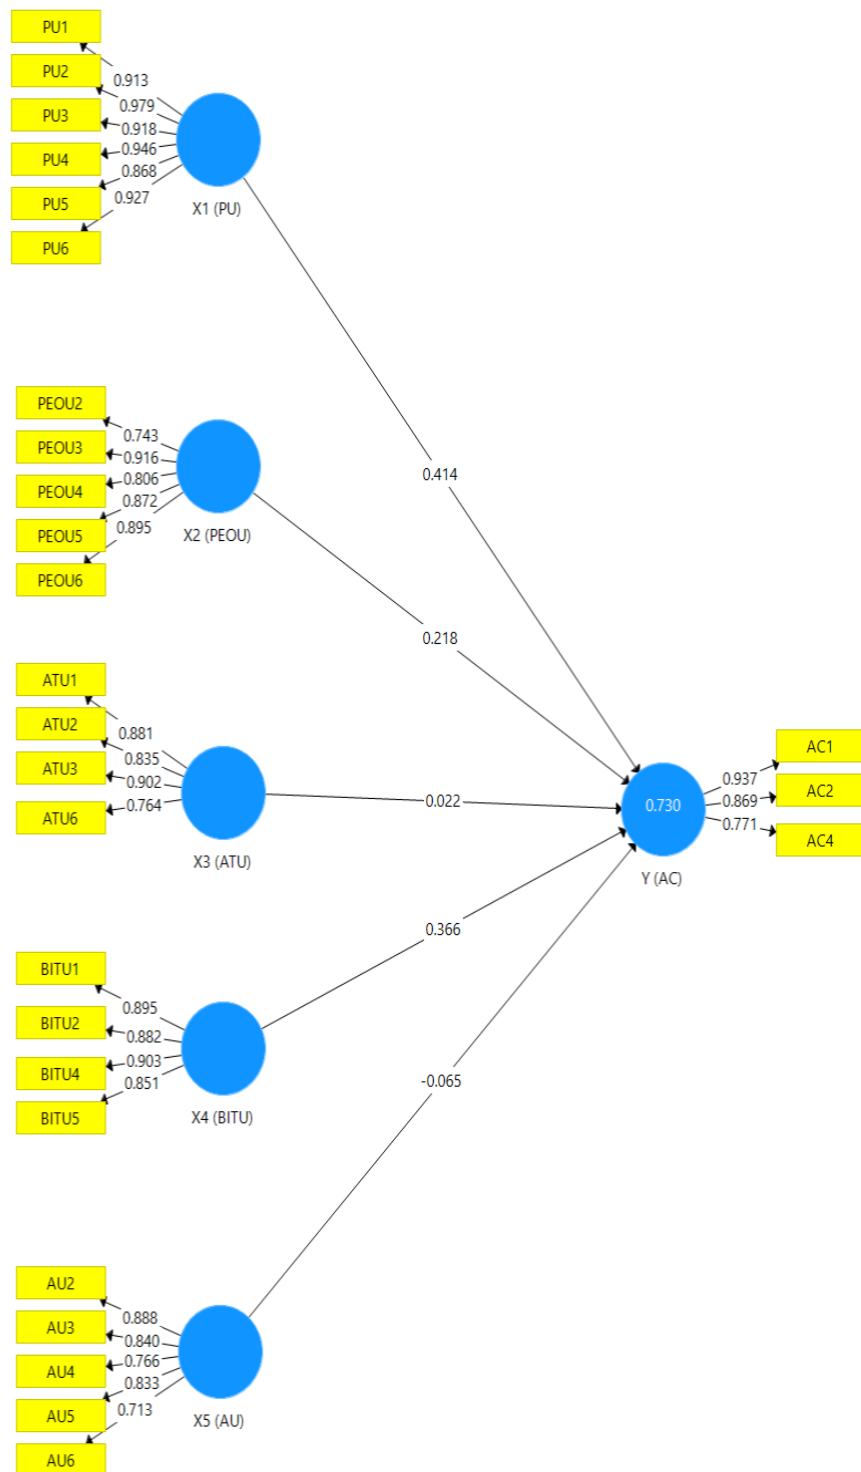 PU1
0.913
PU2
0.979
PU3
0.918
PU4
0.946
0.868
PU5
0.927
PU6
X1 (PU)
0.414
PEOU2
0.743
PEOU3
0.916
PEOU4
0.806
0.872
PEOU5
0.895
PEOU6
X2 (PEOU)
0.218
ATU1
0.881
ATU2
0.835
ATU3
0.902
ATU6
0.764
X3 (ATU)
0.022
0.730
Y (AC)
0.937
AC1
0.869
AC2
0.771
AC4
0.366
BITU1
0.895
BITU2
0.882
0.903
BITU4
0.851
BITU5
X4 (BITU)
-0.065
AU2
0.888
AU3
0.840
0.766
AU4
0.833
0.713
AU5
AU6
X5 (AU)